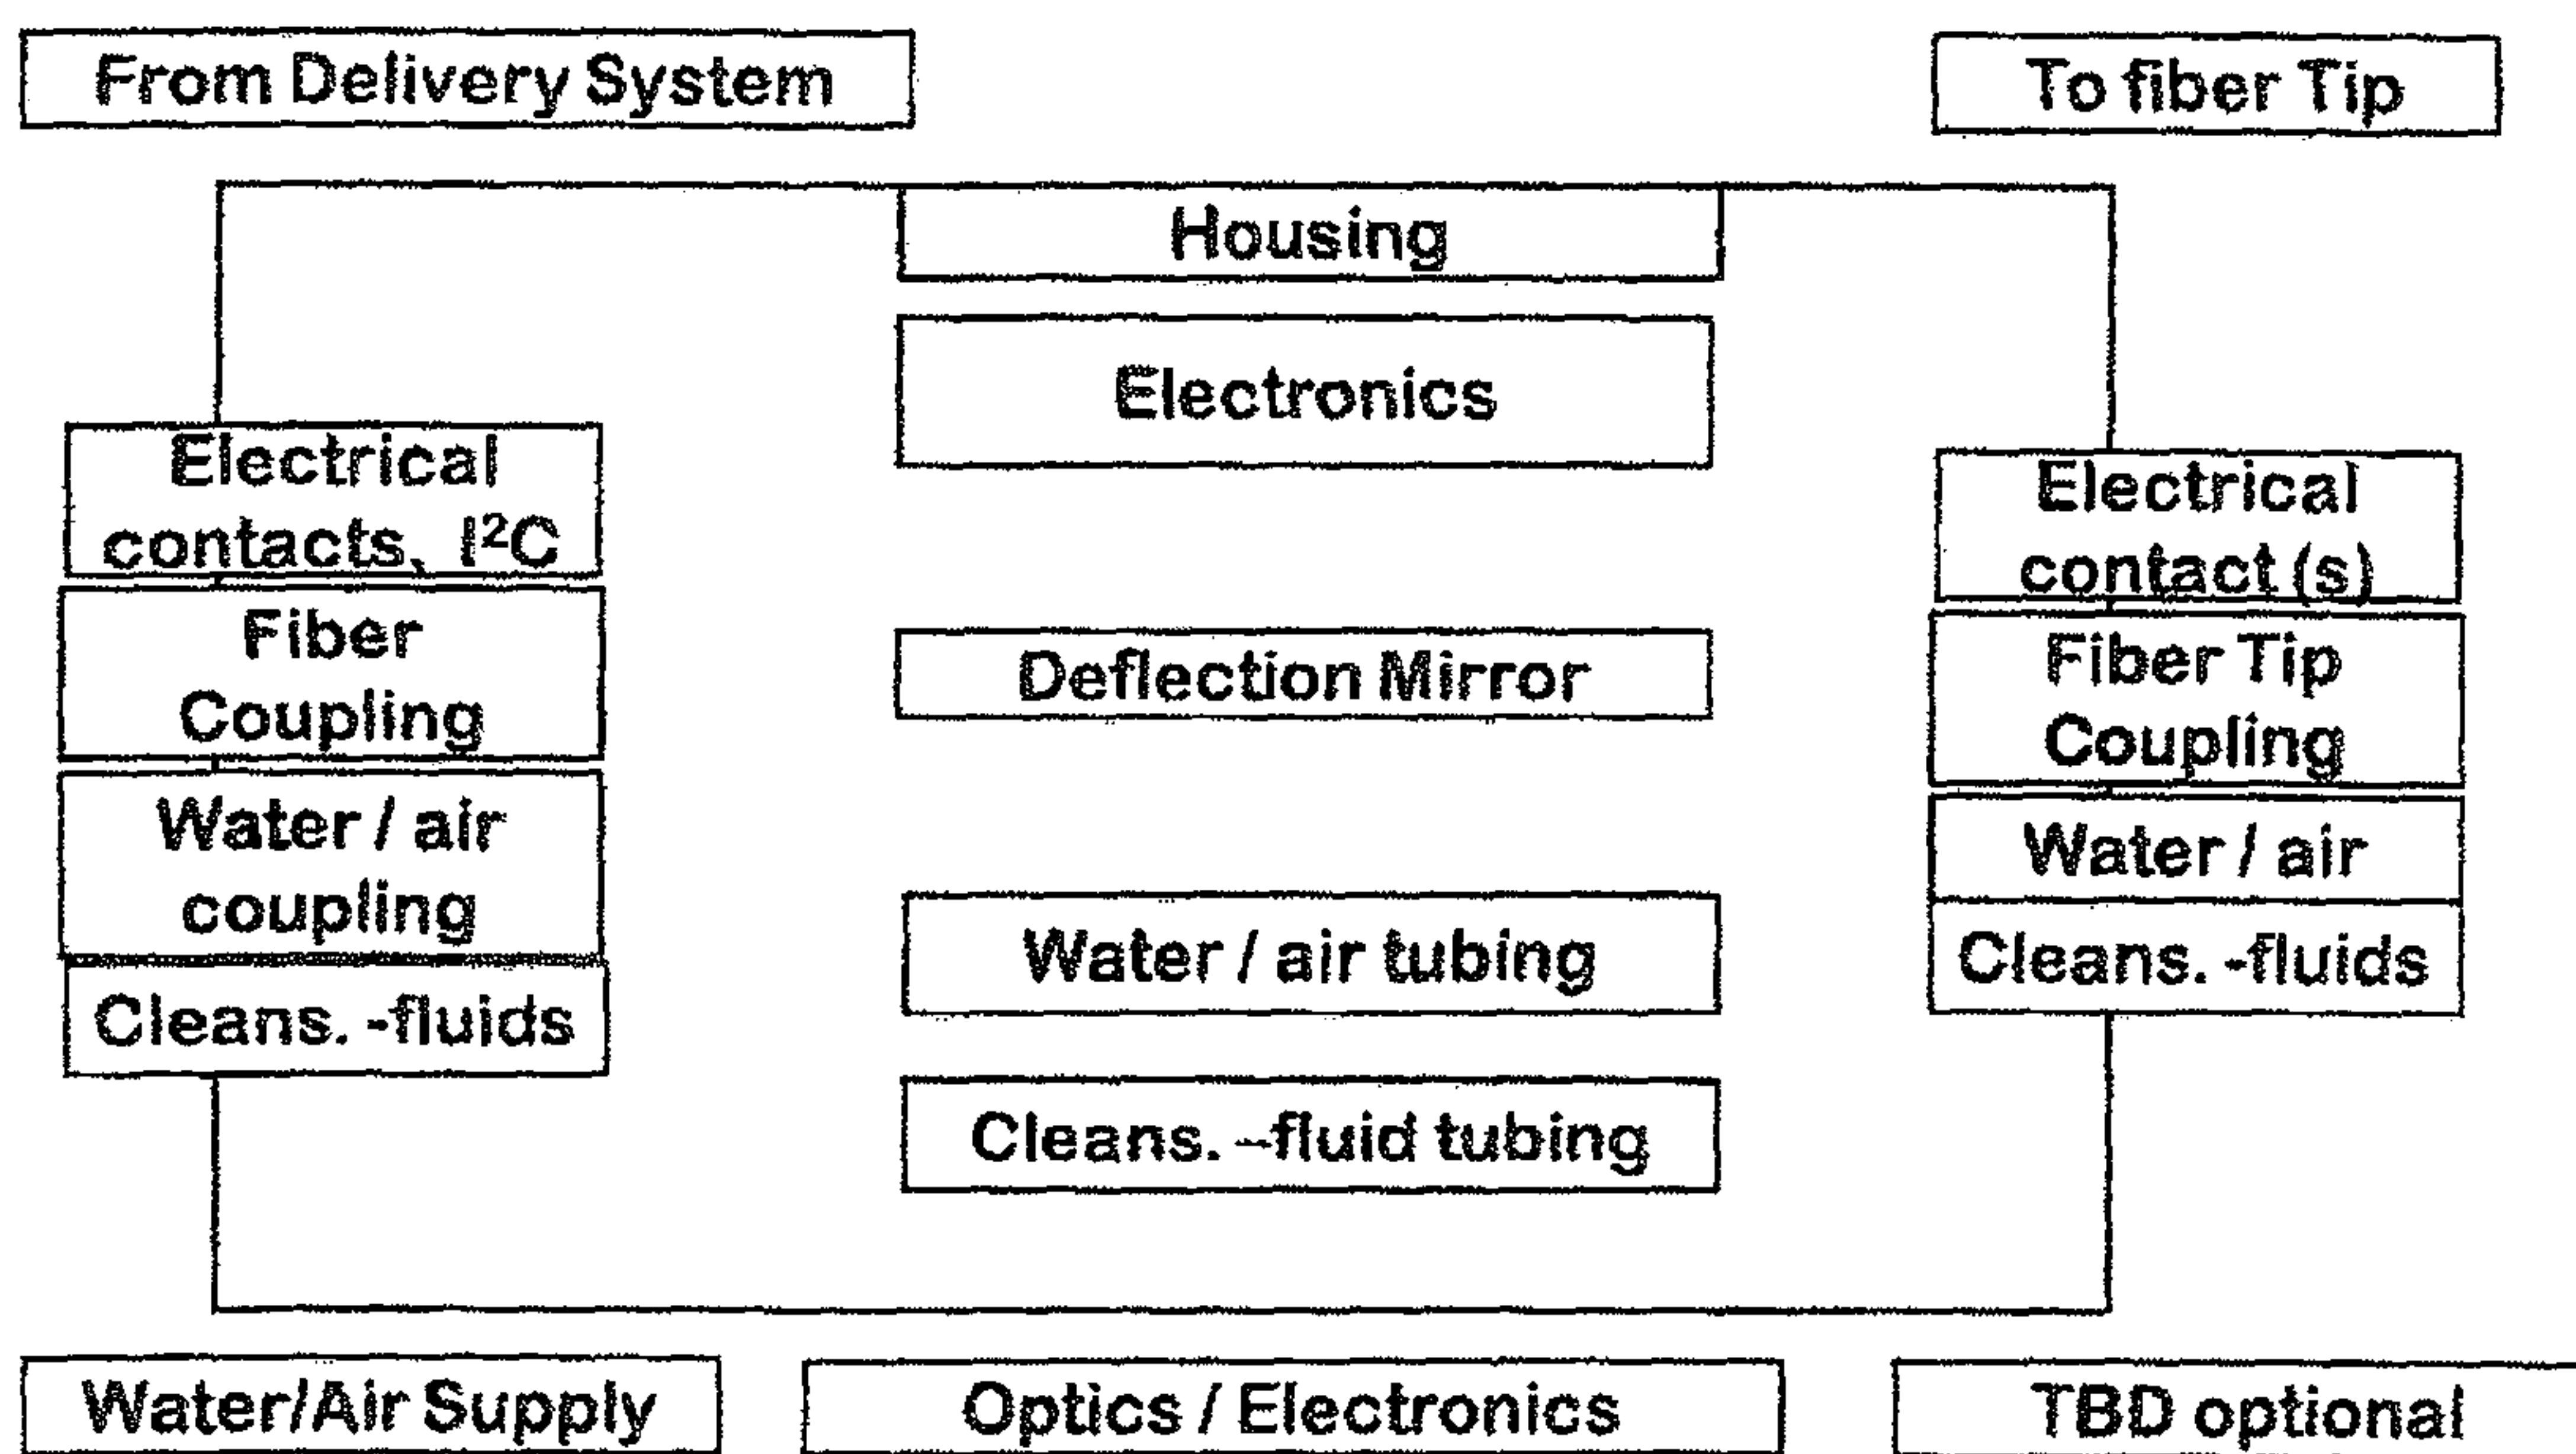 From Delivery System
To fiber Tip
Housing
Electronics
Electrical
contacts, I²C
Fiber
Coupling
Water / air
coupling
Cleans. -fluids
Deflection Mirror
Water / air tubing
Cleans. –fluid tubing
Electrical
contact (s)
Fiber Tip
Coupling
Water / air
Cleans. -fluids
Water/Air Supply
Optics / Electronics
TBD optional